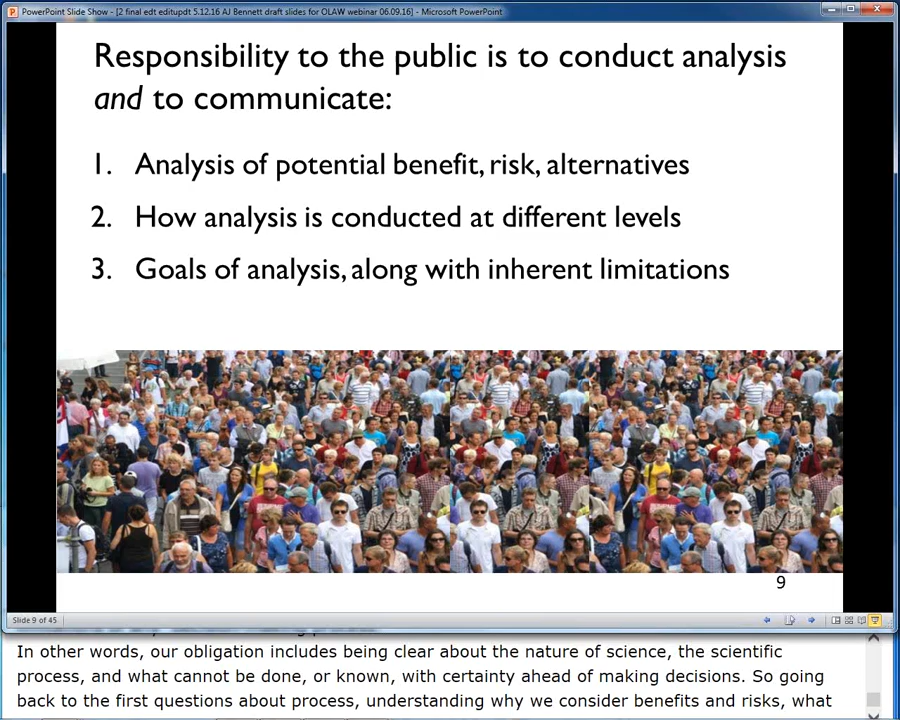 PowerPoint Slide Show - [2 final edt editupdt 5.12.16 AJ Bennett draft slides for OLAW webinar 06.09.16] - Microsoft PowerPoint
Responsibility to the public is to conduct analysis
and to communicate:
1. Analysis of potential benefit, risk, alternatives
2. How analysis is conducted at different levels
3. Goals of analysis, along with inherent limitations
9
Slide 9 of 45
In other words, our obligation includes being clear about the nature of science, the scientific
process, and what cannot be done, or known, with certainty ahead of making decisions. So going
back to the first questions about process, understanding why we consider benefits and risks, what